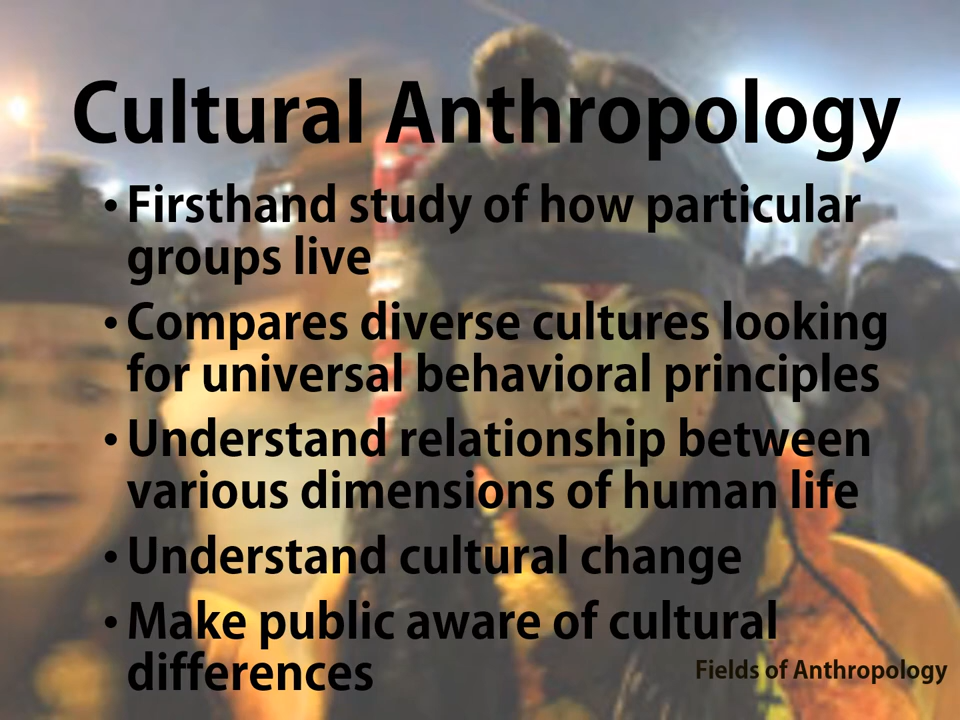 Cultural Anthropology
• Firsthand study of how particular
groups live
• Compares diverse cultures looking
for universal behavioral principles
• Understand relationship between
various dimensions of human life
• Understand cultural change
• Make public aware of cultural
differences
Fields of Anthropology